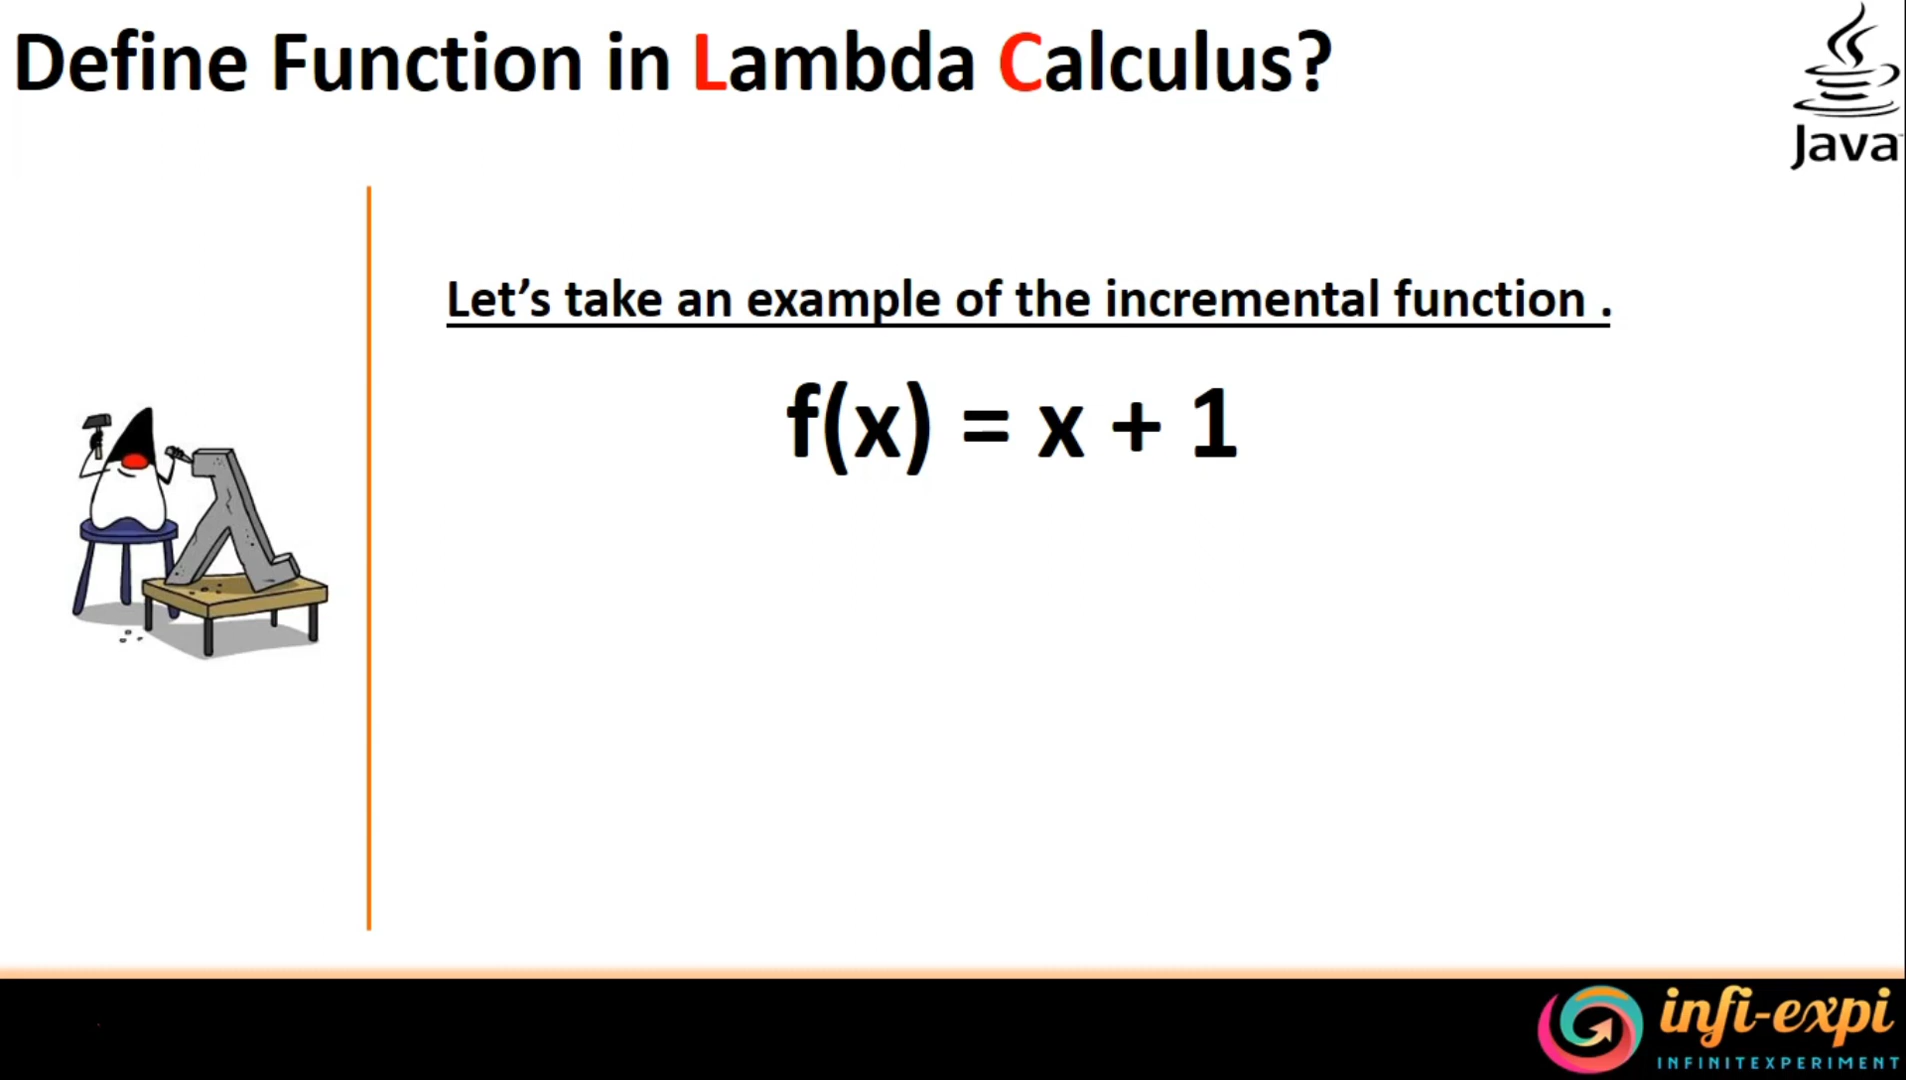 Define Function in Lambda Calculus?
Java
Let’s take an example of the incremental function .
f(x) = x + 1
infi-expi
INFINITEXPERIMENT